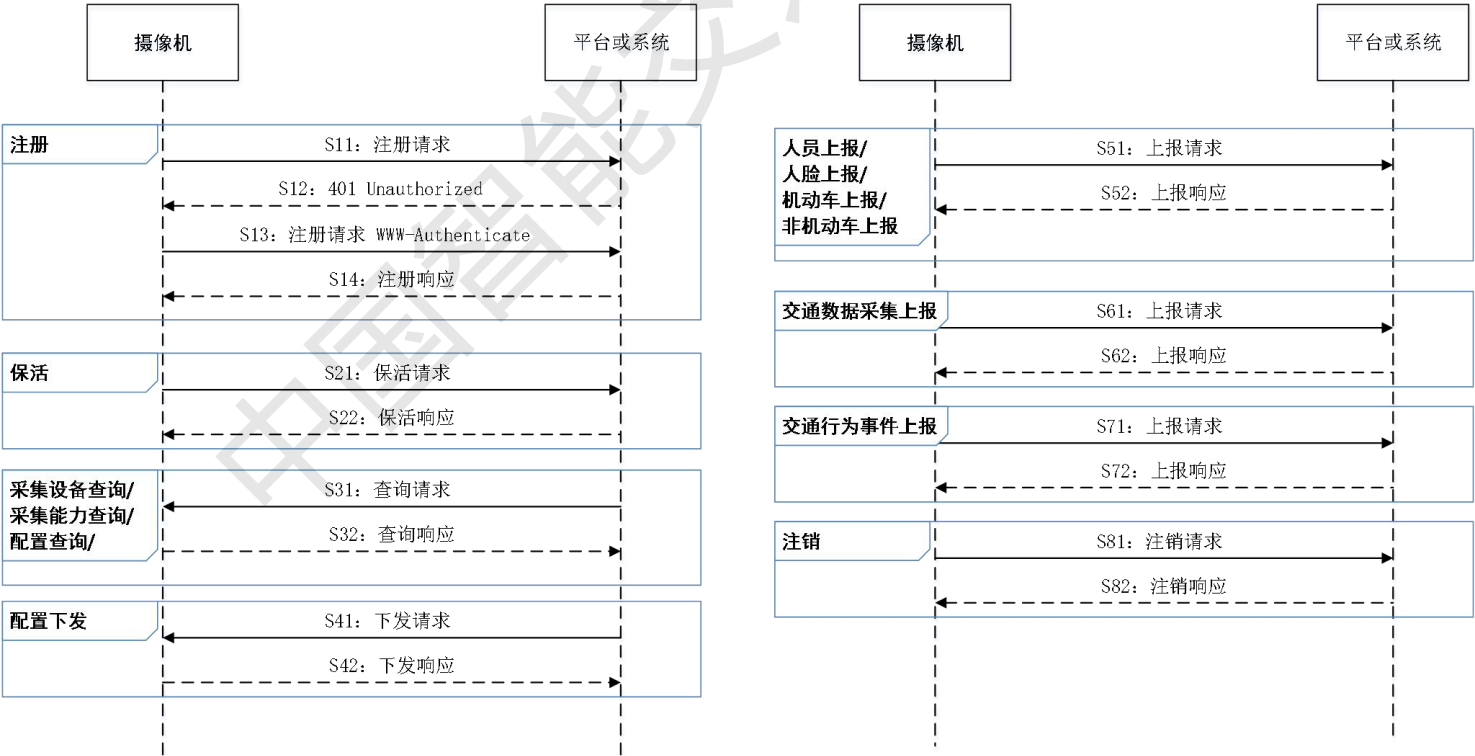 摄像机
平台或系统
注册
S11: 注册请求
S12: 401 Unauthorized
S13: 注册请求 WWW-Authenticate
S14: 注册响应
保活
S21: 保活请求
S22: 保活响应
采集设备查询/
采集能力查询/
配置查询/
S31: 查询请求
S32: 查询响应
配置下发
S41: 下发请求
S42: 下发响应
摄像机
平台或系统
人员上报/
人脸上报/
机动车上报/
非机动车上报
S51: 上报请求
S52: 上报响应
交通数据采集上报
S61: 上报请求
S62: 上报响应
交通行为事件上报
S71: 上报请求
S72: 上报响应
注销
S81: 注销请求
S82: 注销响应
中国智能交